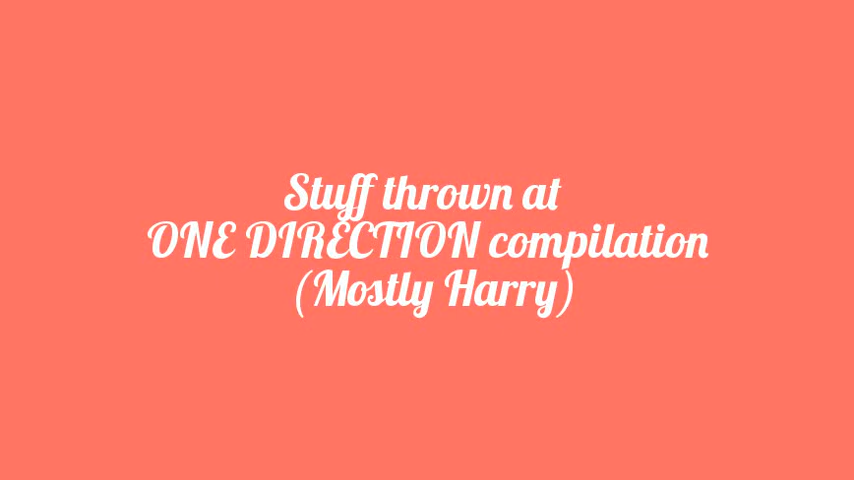 Stuff thrown at
ONE DIRECTION compilation
(Mostly Harry)